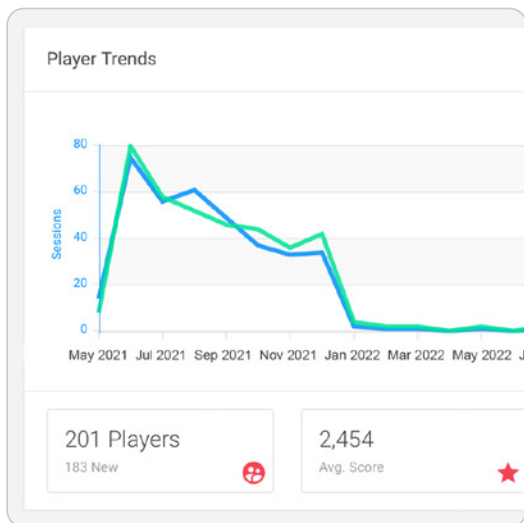 Player Trends
80
60
40
20
0
Sessions
May 2021 Jul 2021 Sep 2021 Nov 2021 Jan 2022 Mar 2022 May 2022 J
201 Players
183 New
2,454
Avg. Score